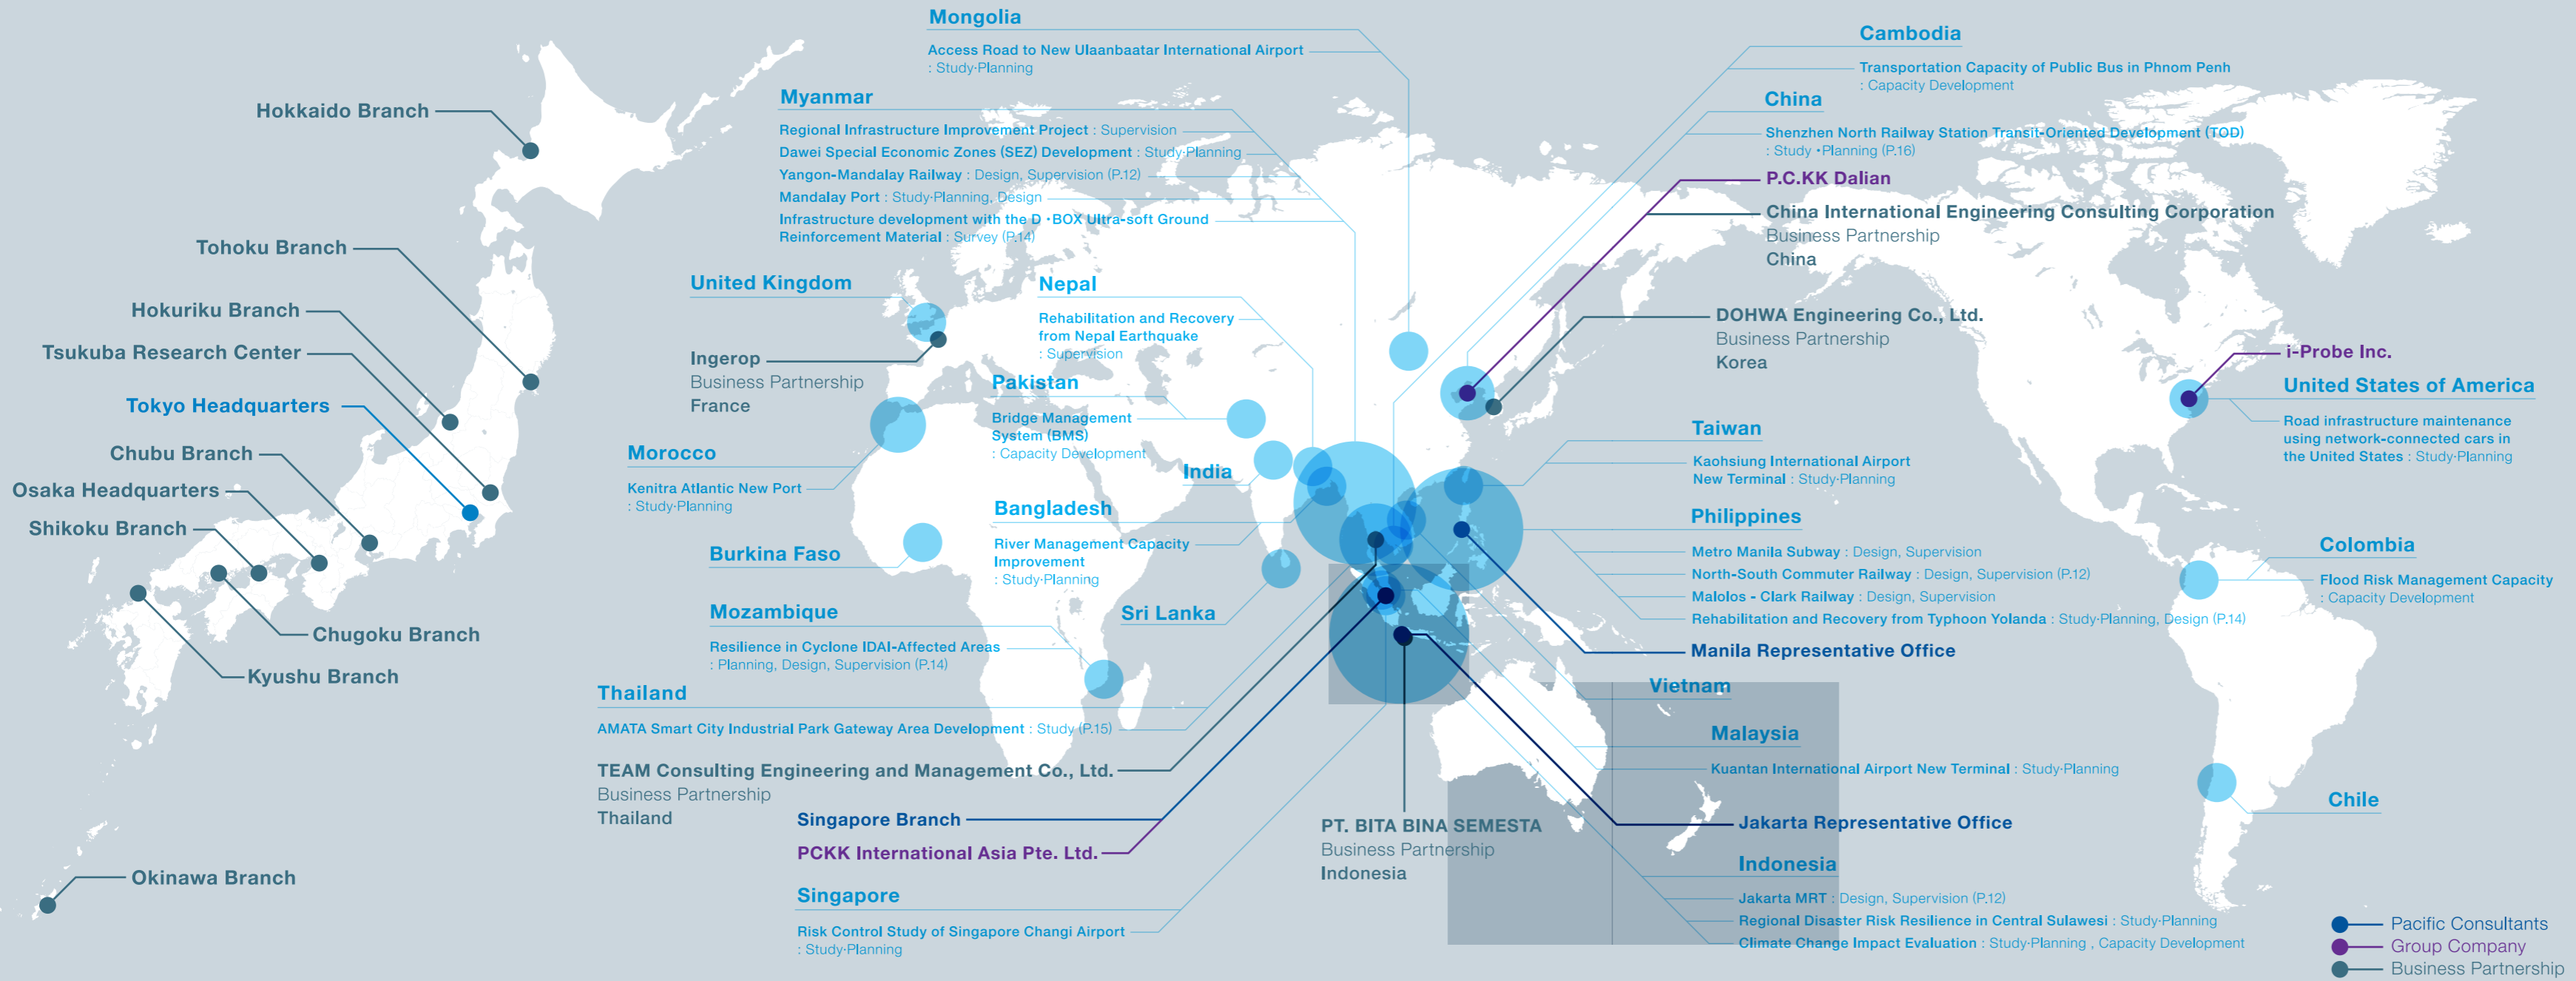 Hokkaido Branch
Tohoku Branch
Hokuriku Branch
Tsukuba Research Center
Tokyo Headquarters
Chubu Branch
Osaka Headquarters
Shikoku Branch
Chugoku Branch
Kyushu Branch
Okinawa Branch
Mongolia
Access Road to New Ulaanbaatar International Airport
: Study·Planning
Myanmar
Regional Infrastructure Improvement Project : Supervision
Dawei Special Economic Zones (SEZ) Development : Study·Planning
Yangon-Mandalay Railway : Design, Supervision (P.12)
Mandalay Port : Study·Planning, Design
Infrastructure development with the D・BOX Ultra-soft Ground
Reinforcement Material : Survey (P.14)
United Kingdom
Ingerop
Business Partnership
France
Nepal
Rehabilitation and Recovery
from Nepal Earthquake
: Supervision
Pakistan
Bridge Management
System (BMS)
: Capacity Development
India
Morocco
Kenitra Atlantic New Port
: Study·Planning
Bangladesh
River Management Capacity
Improvement
: Study·Planning
Burkina Faso
Sri Lanka
Mozambique
Resilience in Cyclone IDAI-Affected Areas
: Planning, Design, Supervision (P.14)
Thailand
AMATA Smart City Industrial Park Gateway Area Development : Study (P.15)
TEAM Consulting Engineering and Management Co., Ltd.
Business Partnership
Thailand
Singapore Branch
PCKK International Asia Pte. Ltd.
Singapore
Risk Control Study of Singapore Changi Airport
: Study·Planning
PT. BITA BINA SEMESTA
Business Partnership
Indonesia
Cambodia
Transportation Capacity of Public Bus in Phnom Penh
: Capacity Development
China
Shenzhen North Railway Station Transit-Oriented Development (TOD)
: Study・Planning (P.16)
P.C.KK Dalian
China International Engineering Consulting Corporation
Business Partnership
China
DOHWA Engineering Co., Ltd.
Business Partnership
Korea
Taiwan
Kaohsiung International Airport
New Terminal : Study·Planning
Philippines
Metro Manila Subway : Design, Supervision
North-South Commuter Railway : Design, Supervision (P.12)
Malolos - Clark Railway : Design, Supervision
Rehabilitation and Recovery from Typhoon Yolanda : Study·Planning, Design (P.14)
Manila Representative Office
Vietnam
Malaysia
Kuantan International Airport New Terminal : Study·Planning
Jakarta Representative Office
Indonesia
Jakarta MRT : Design, Supervision (P.12)
Regional Disaster Risk Resilience in Central Sulawesi : Study·Planning
Climate Change Impact Evaluation : Study·Planning , Capacity Development
i-Probe Inc.
United States of America
Road infrastructure maintenance
using network-connected cars in
the United States : Study·Planning
Colombia
Flood Risk Management Capacity
: Capacity Development
Chile
Pacific Consultants
Group Company
Business Partnership